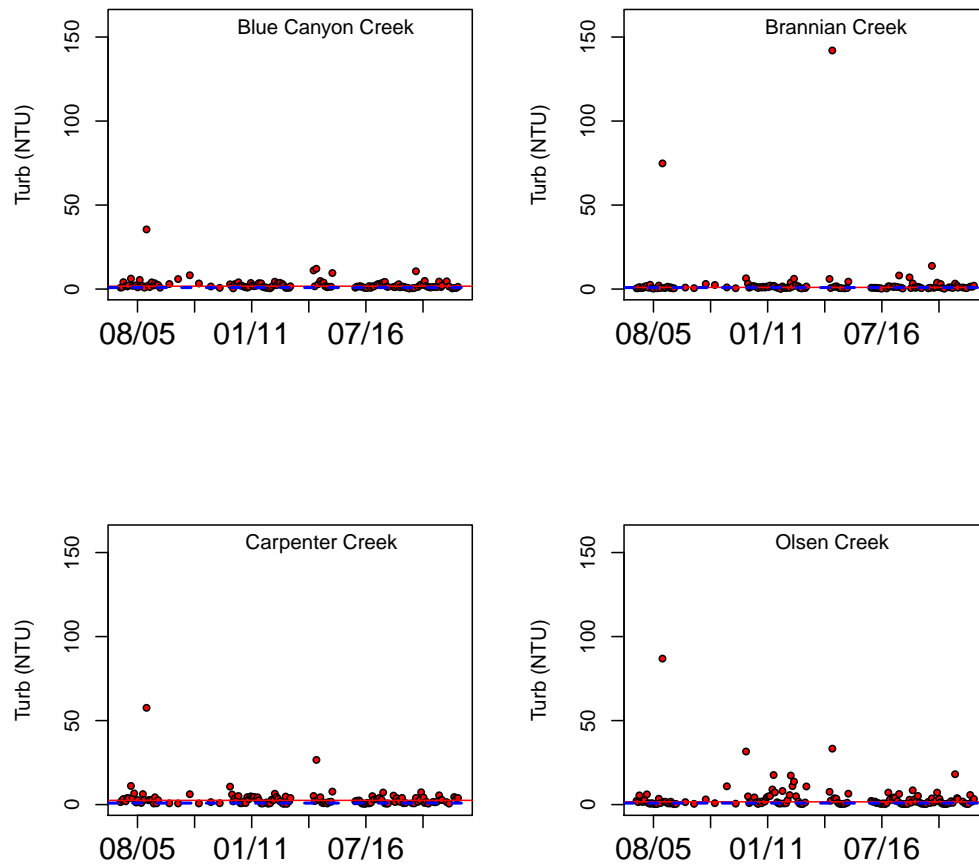 Blue Canyon Creek
Turb (NTU)
150
100
50
0
08/05 01/11 07/16
Brannian Creek
Turb (NTU)
150
100
50
0
08/05 01/11 07/16
Carpenter Creek
Turb (NTU)
150
100
50
0
08/05 01/11 07/16
Olsen Creek
Turb (NTU)
150
100
50
0
08/05 01/11 07/16